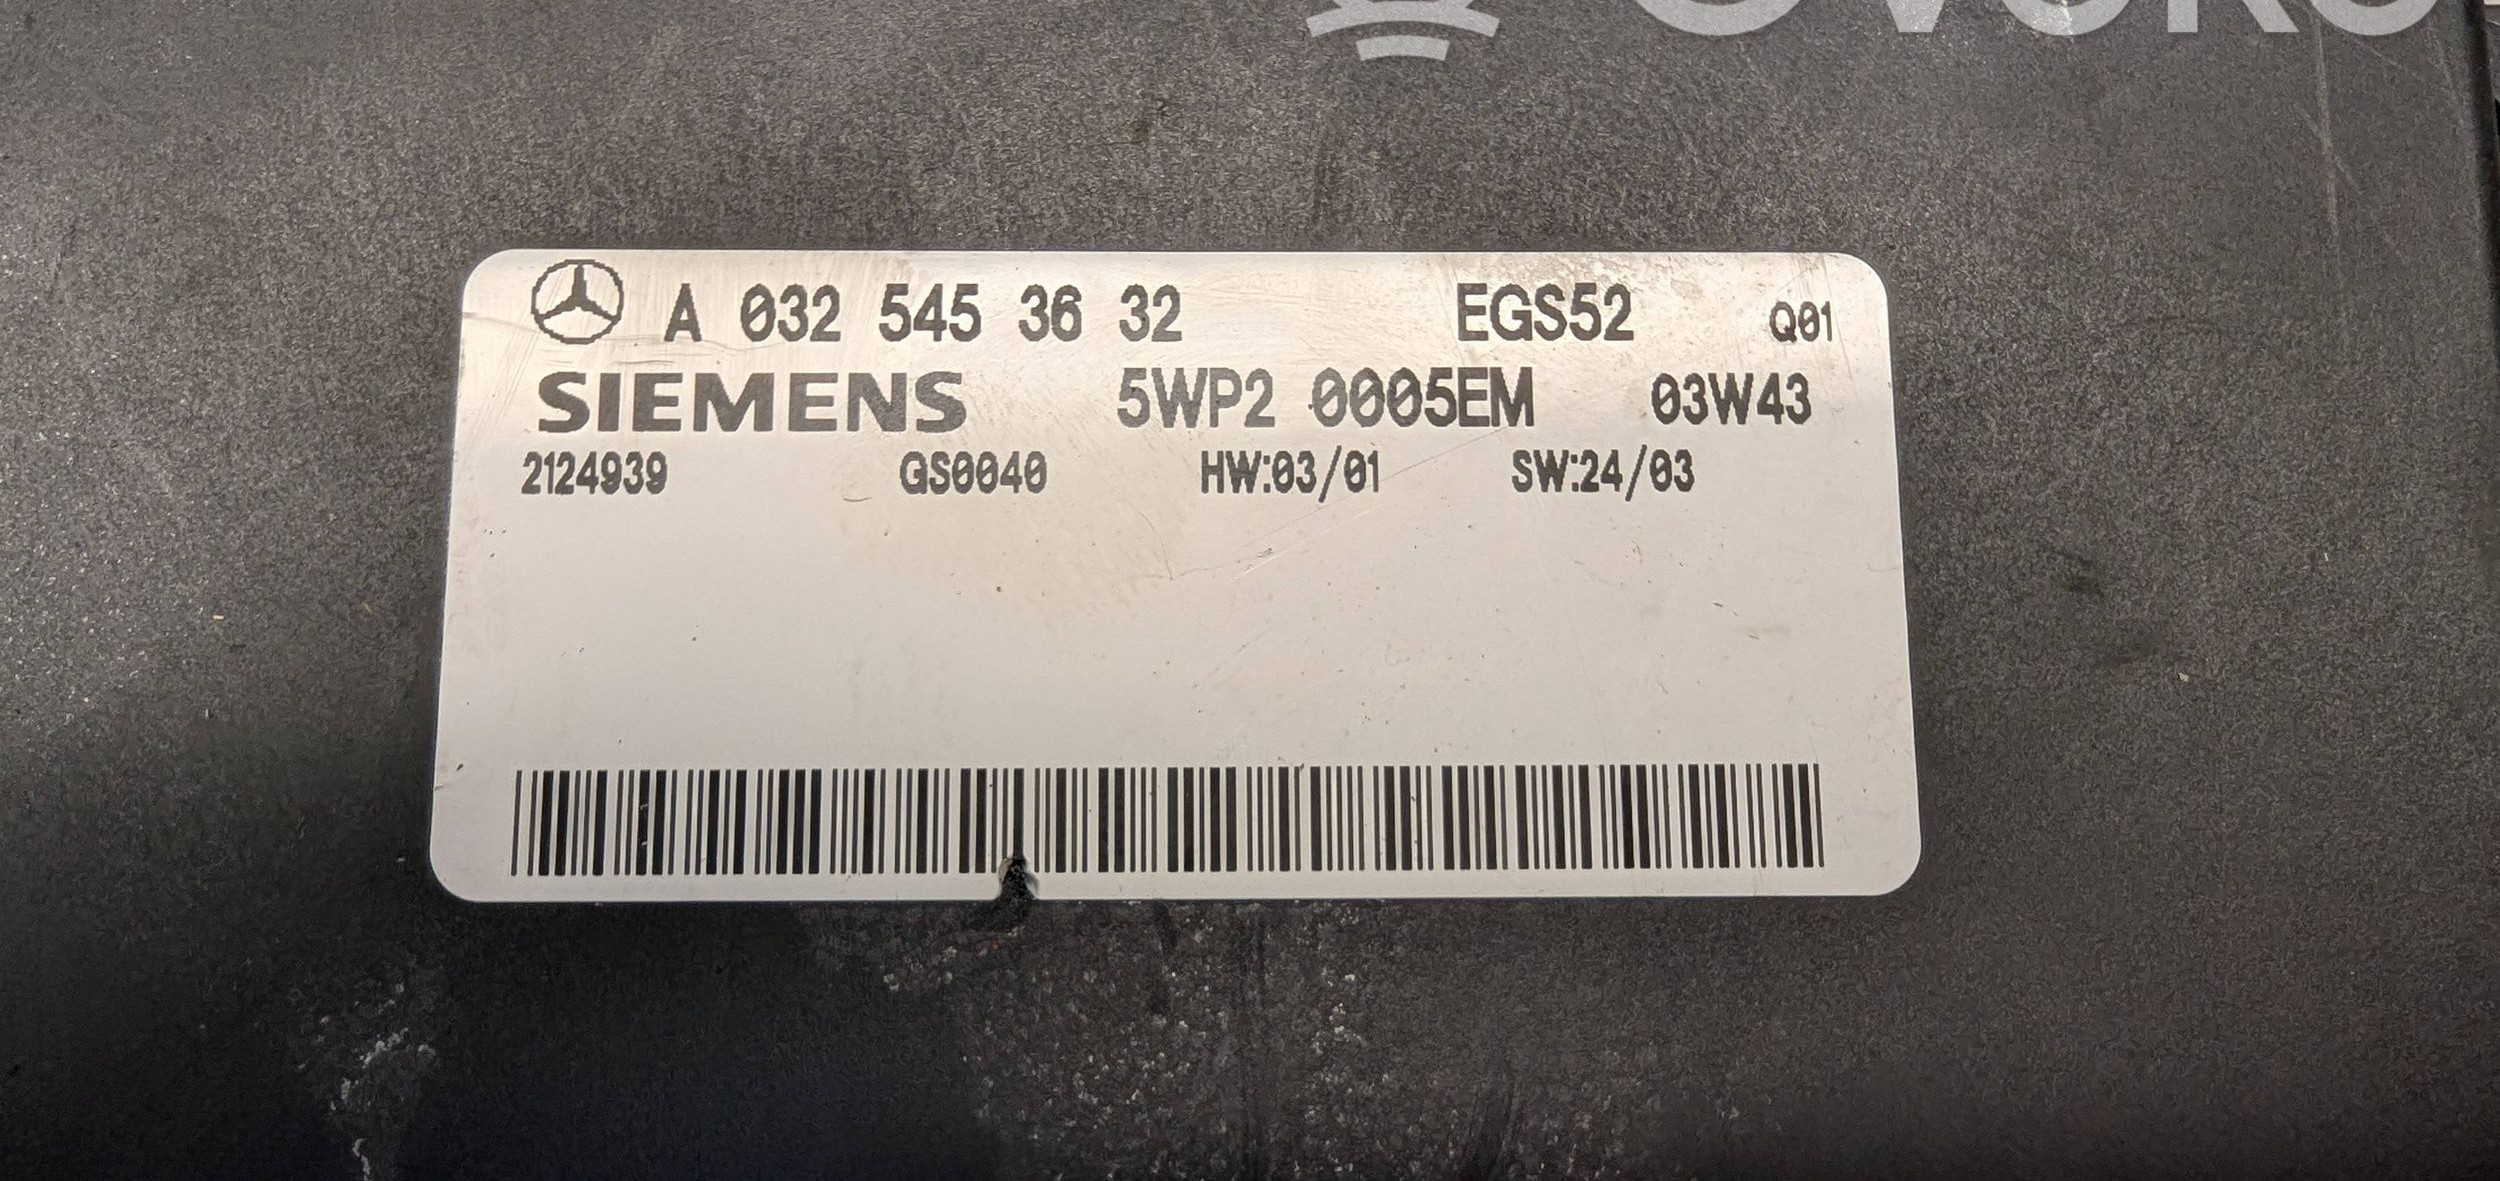 A 032 545 36 32 EGS52 Q01
SIEMENS 5WP2 0005EM 03W43
2124939 GS0040 HW:03/01 SW:24/03